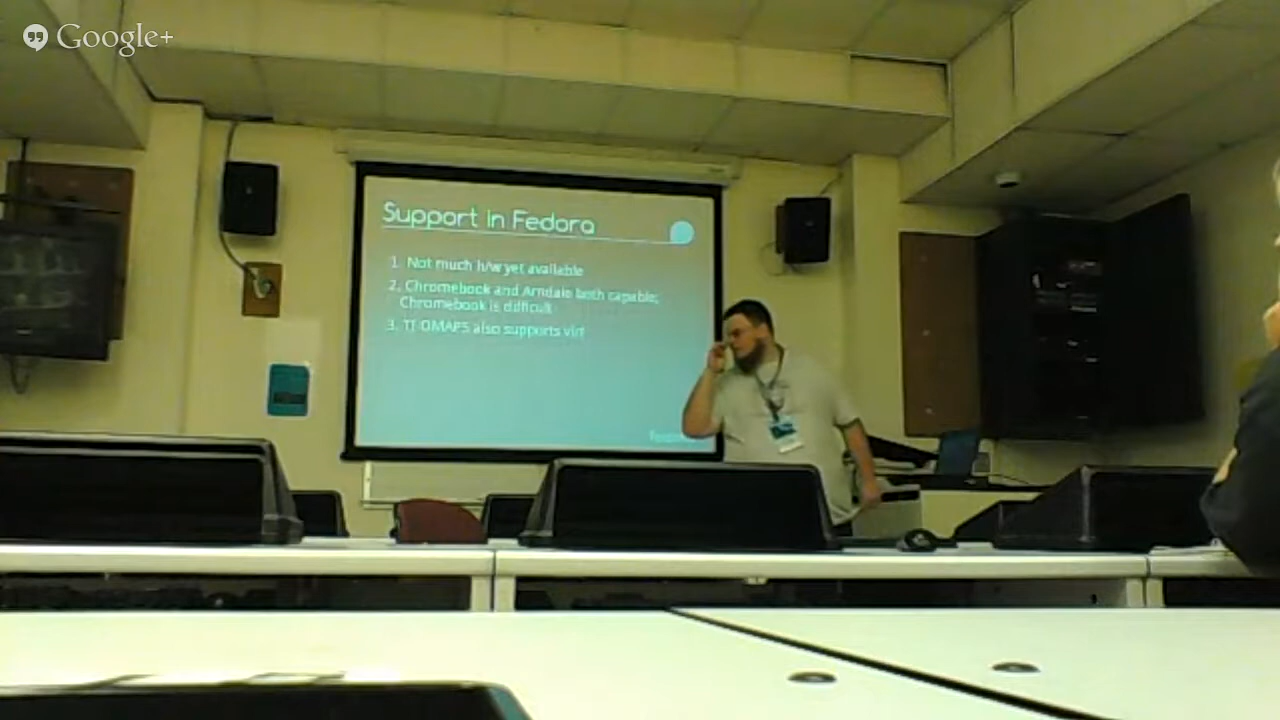 Google+
Support in Fedora
1. Not much h/w yet available
2. Chromebook and Arndale both capable;
Chromebook is difficult
3. TI OMAP5 also supports virt